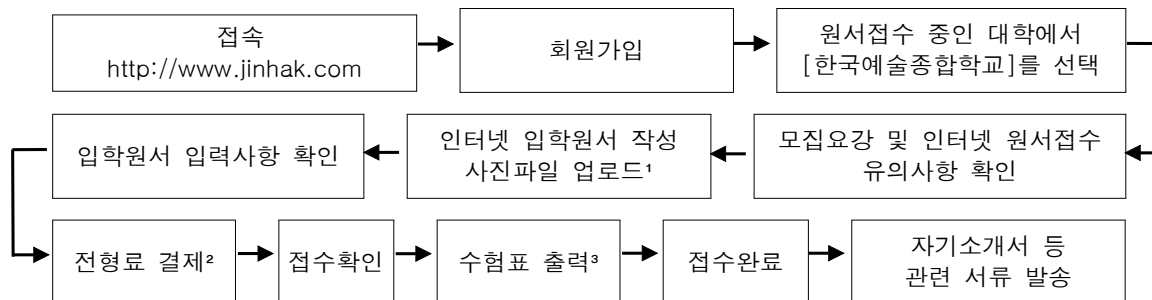 접속
http://www.jinhak.com
회원가입
원서접수 중인 대학에서
[한국예술종합학교]를 선택
모집요강 및 인터넷 원서접수
유의사항 확인
인터넷 입학원서 작성
사진파일 업로드¹
입학원서 입력사항 확인
전형료 결제²
접수확인
수험표 출력³
접수완료
자기소개서 등
관련 서류 발송